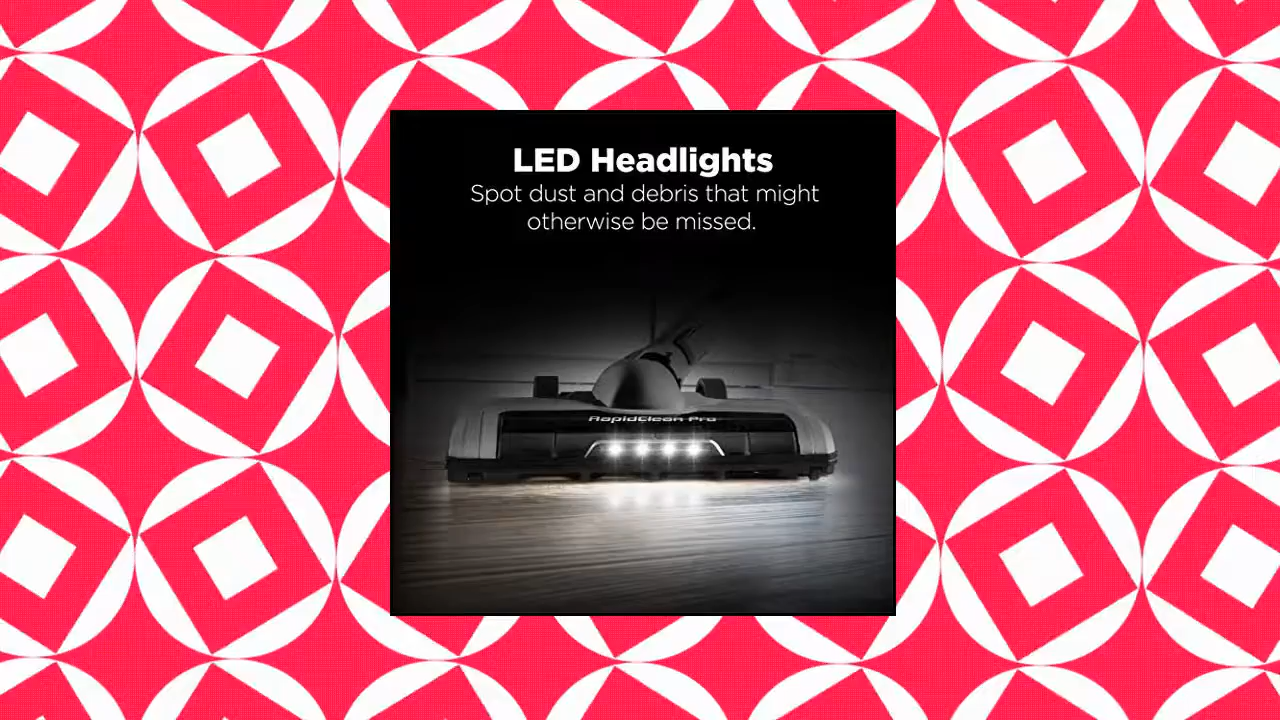 LED Headlights
Spot dust and debris that might
otherwise be missed.
RapidClean Pro